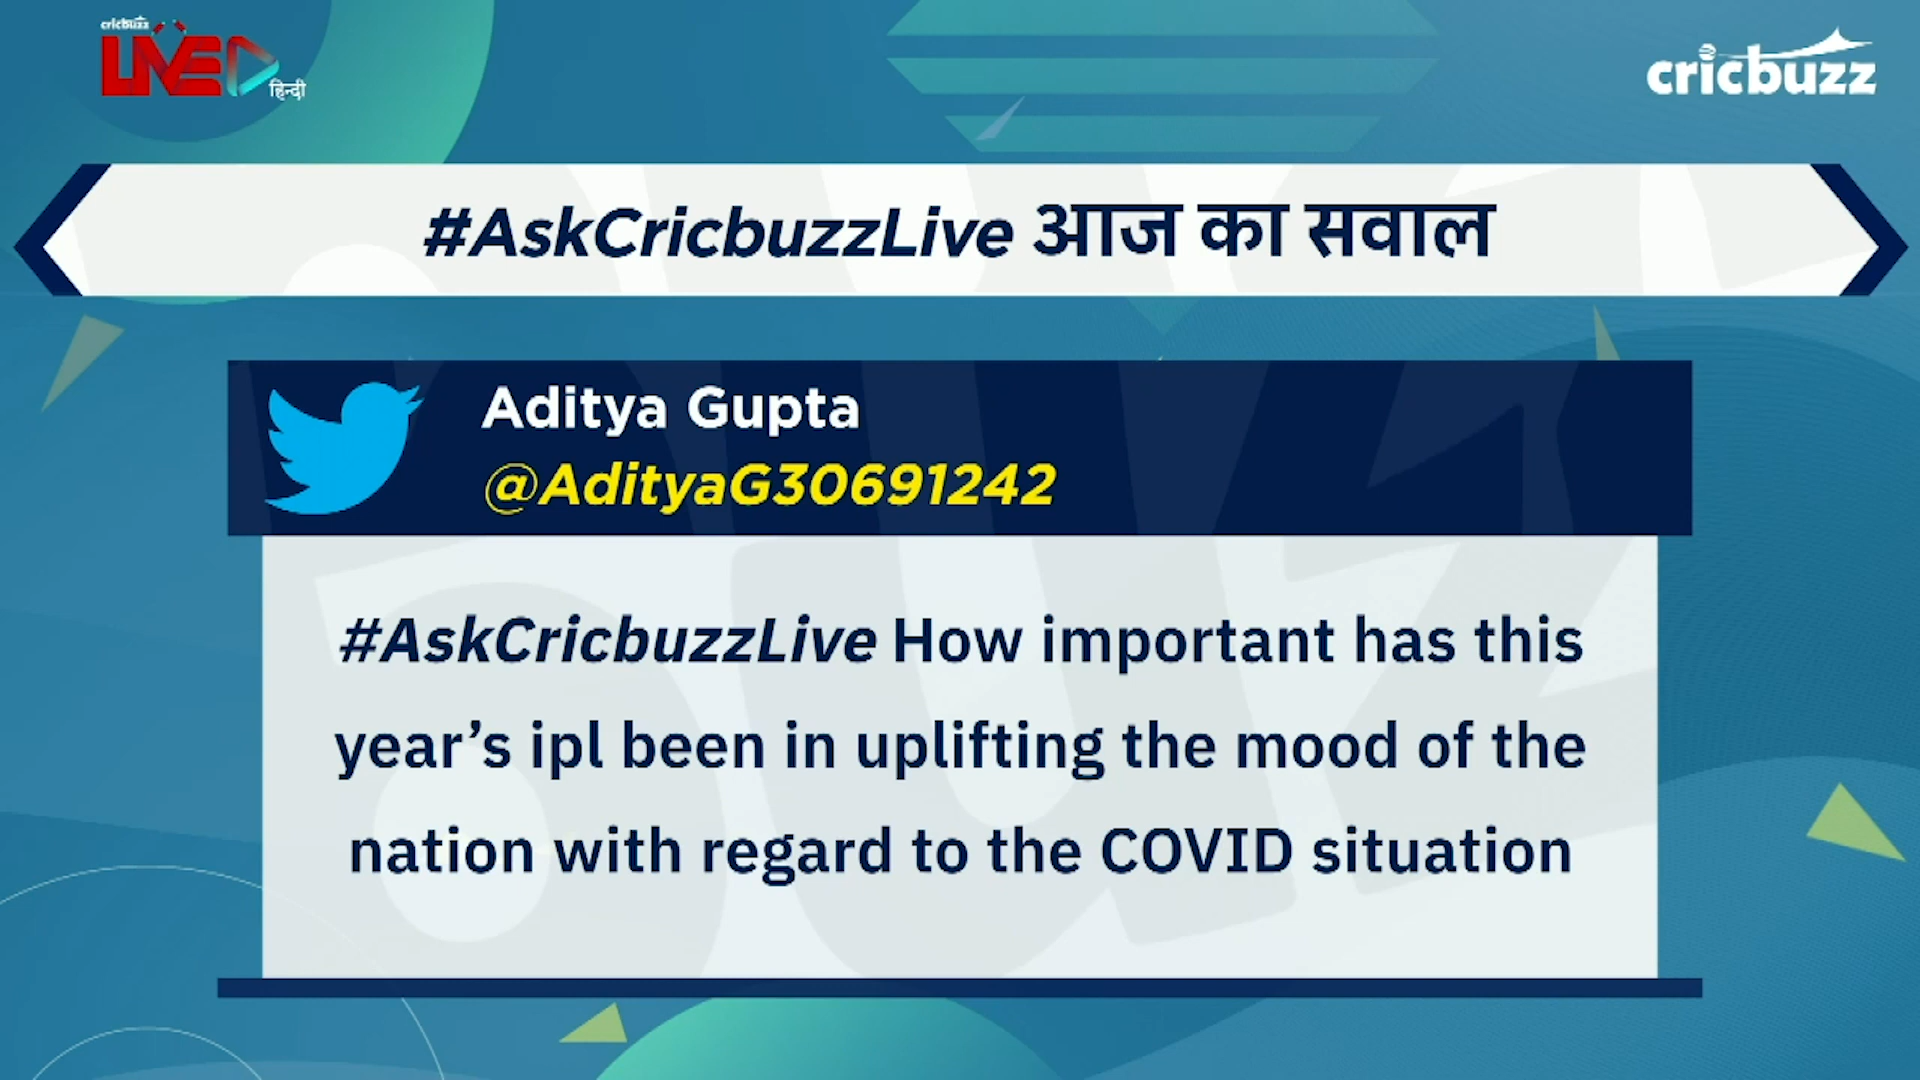 cricbuzz
LIVE
हिन्दी
cricbuzz
#AskCricbuzzLive आज का सवाल
Aditya Gupta
@AdityaG30691242
#AskCricbuzzLive How important has this
year’s ipl been in uplifting the mood of the
nation with regard to the COVID situation